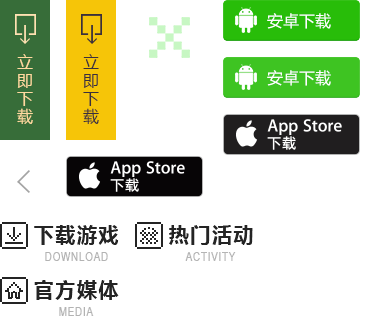 立即下载
立即下载
安卓下载
安卓下载
App Store
下载
App Store
下载
下载游戏
DOWNLOAD
热门活动
ACTIVITY
官方媒体
MEDIA